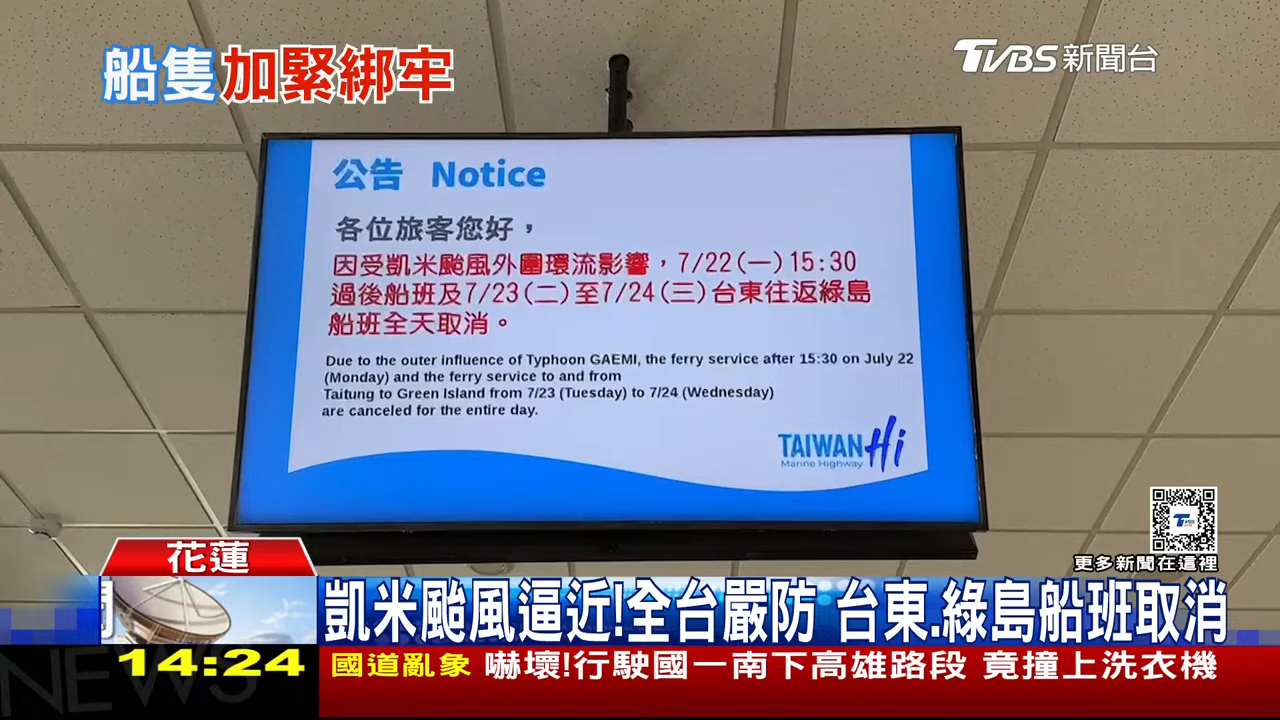 船隻加緊綁牢
TVBS新聞台
公告 Notice
各位旅客您好，
因受凱米颱風外圍環流影響，7/22(一)15:30
過後船班及7/23(二)至7/24(三)台東往返綠島
船班全天取消。
Due to the outer influence of Typhoon GAEMI, the ferry service after 15:30 on July 22
(Monday) and the ferry service to and from
Taitung to Green Island from 7/23 (Tuesday) to 7/24 (Wednesday)
are canceled for the entire day.
TAIWAN Hi
Marine Highway
TVBS
更多新聞在這裡
花蓮
凱米颱風逼近!全台嚴防 台東.綠島船班取消
NEWS
14:24
國道亂象 嚇壞!行駛國一南下高雄路段 竟撞上洗衣機